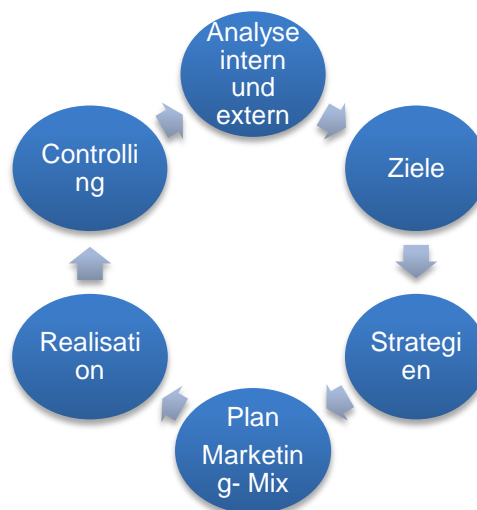 Analyse
intern
und
extern
Ziele
Strategi
en
Plan
Marketin
g- Mix
Realisati
on
Controlli
ng